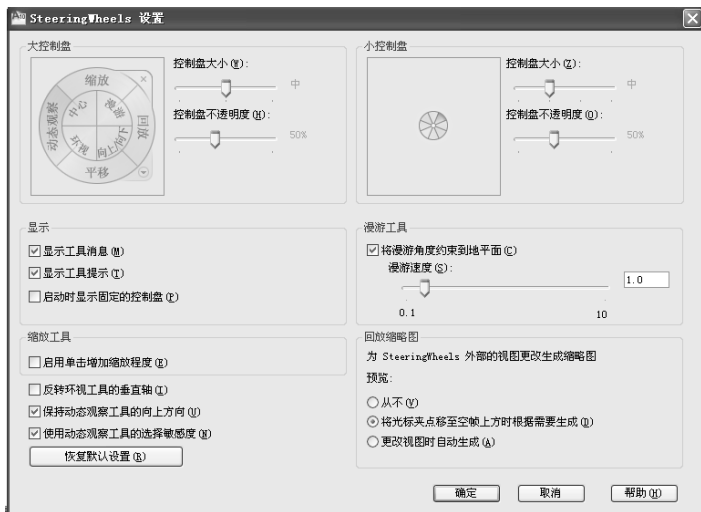 SteeringWheels 设置
大控制盘
缩放
动态观察
中心
漫游
回放
环视
向上/向下
平移
控制盘大小(W):
中
控制盘不透明度(H):
50%
小控制盘
控制盘大小(Z):
中
控制盘不透明度(O):
50%
显示
显示工具消息(M)
显示工具提示(T)
启动时显示固定的控制盘(P)
漫游工具
将漫游角度约束到地平面(C)
漫游速度(S):
1.0
0.1 10
缩放工具
启用单击增加缩放程度(E)
反转环视工具的垂直轴(I)
保持动态观察工具的向上方向(U)
使用动态观察工具的选择敏感度(N)
恢复默认设置(R)
回放缩略图
为 SteeringWheels 外部的视图更改生成缩略图
预览:
从不(V)
将光标夹点移至空帧上方时根据需要生成(D)
更改视图时自动生成(A)
确定
取消
帮助(H)